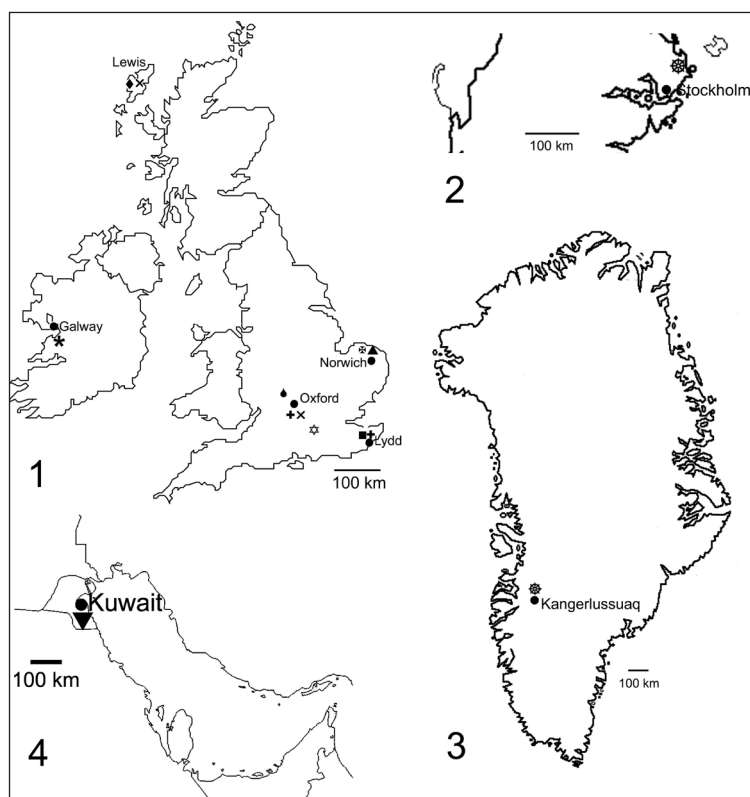 Lewis
Galway
Norwich
Oxford
Lydd
100 km
1
Stockholm
100 km
2
Kangerlussuaq
100 km
3
Kuwait
100 km
4